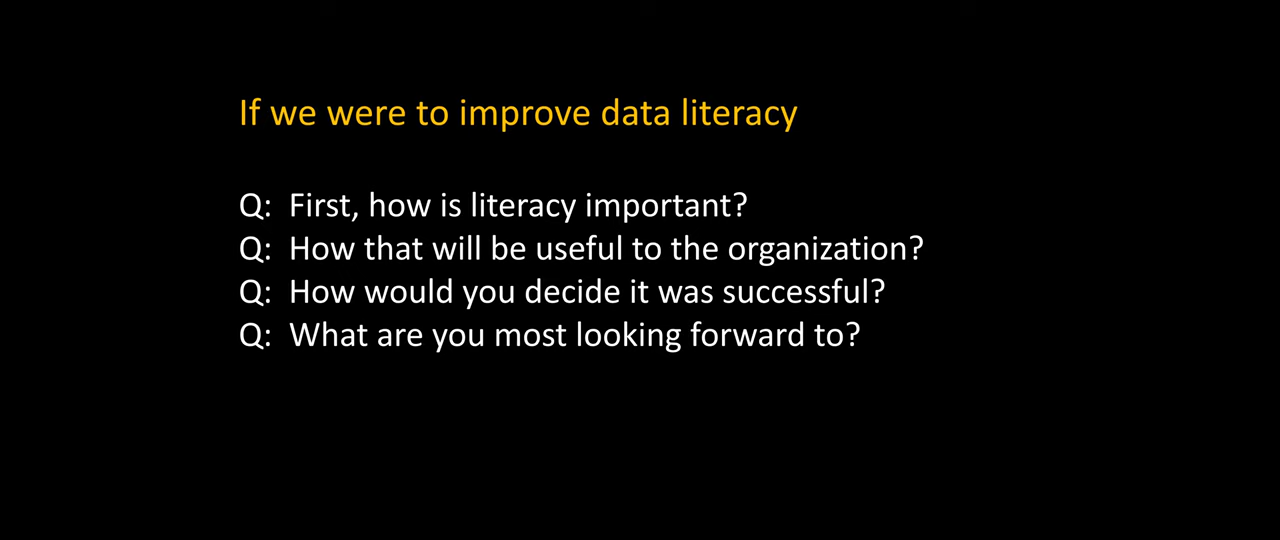 If we were to improve data literacy
Q: First, how is literacy important?
Q: How that will be useful to the organization?
Q: How would you decide it was successful?
Q: What are you most looking forward to?